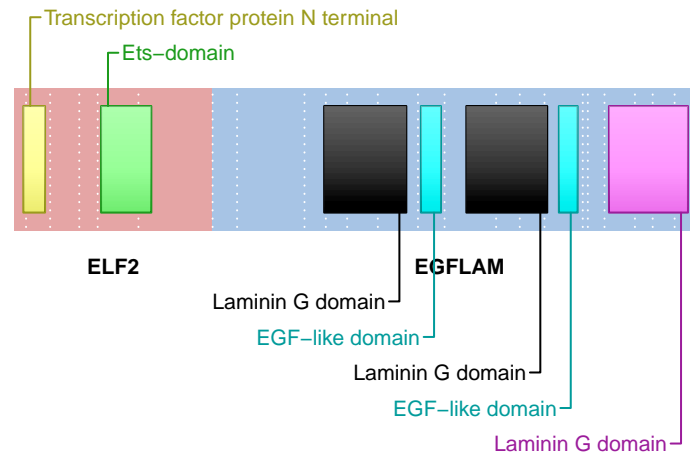 Transcription factor protein N terminal
Ets−domain
ELF2
EGFLAM
Laminin G domain
EGF−like domain
Laminin G domain
EGF−like domain
Laminin G domain